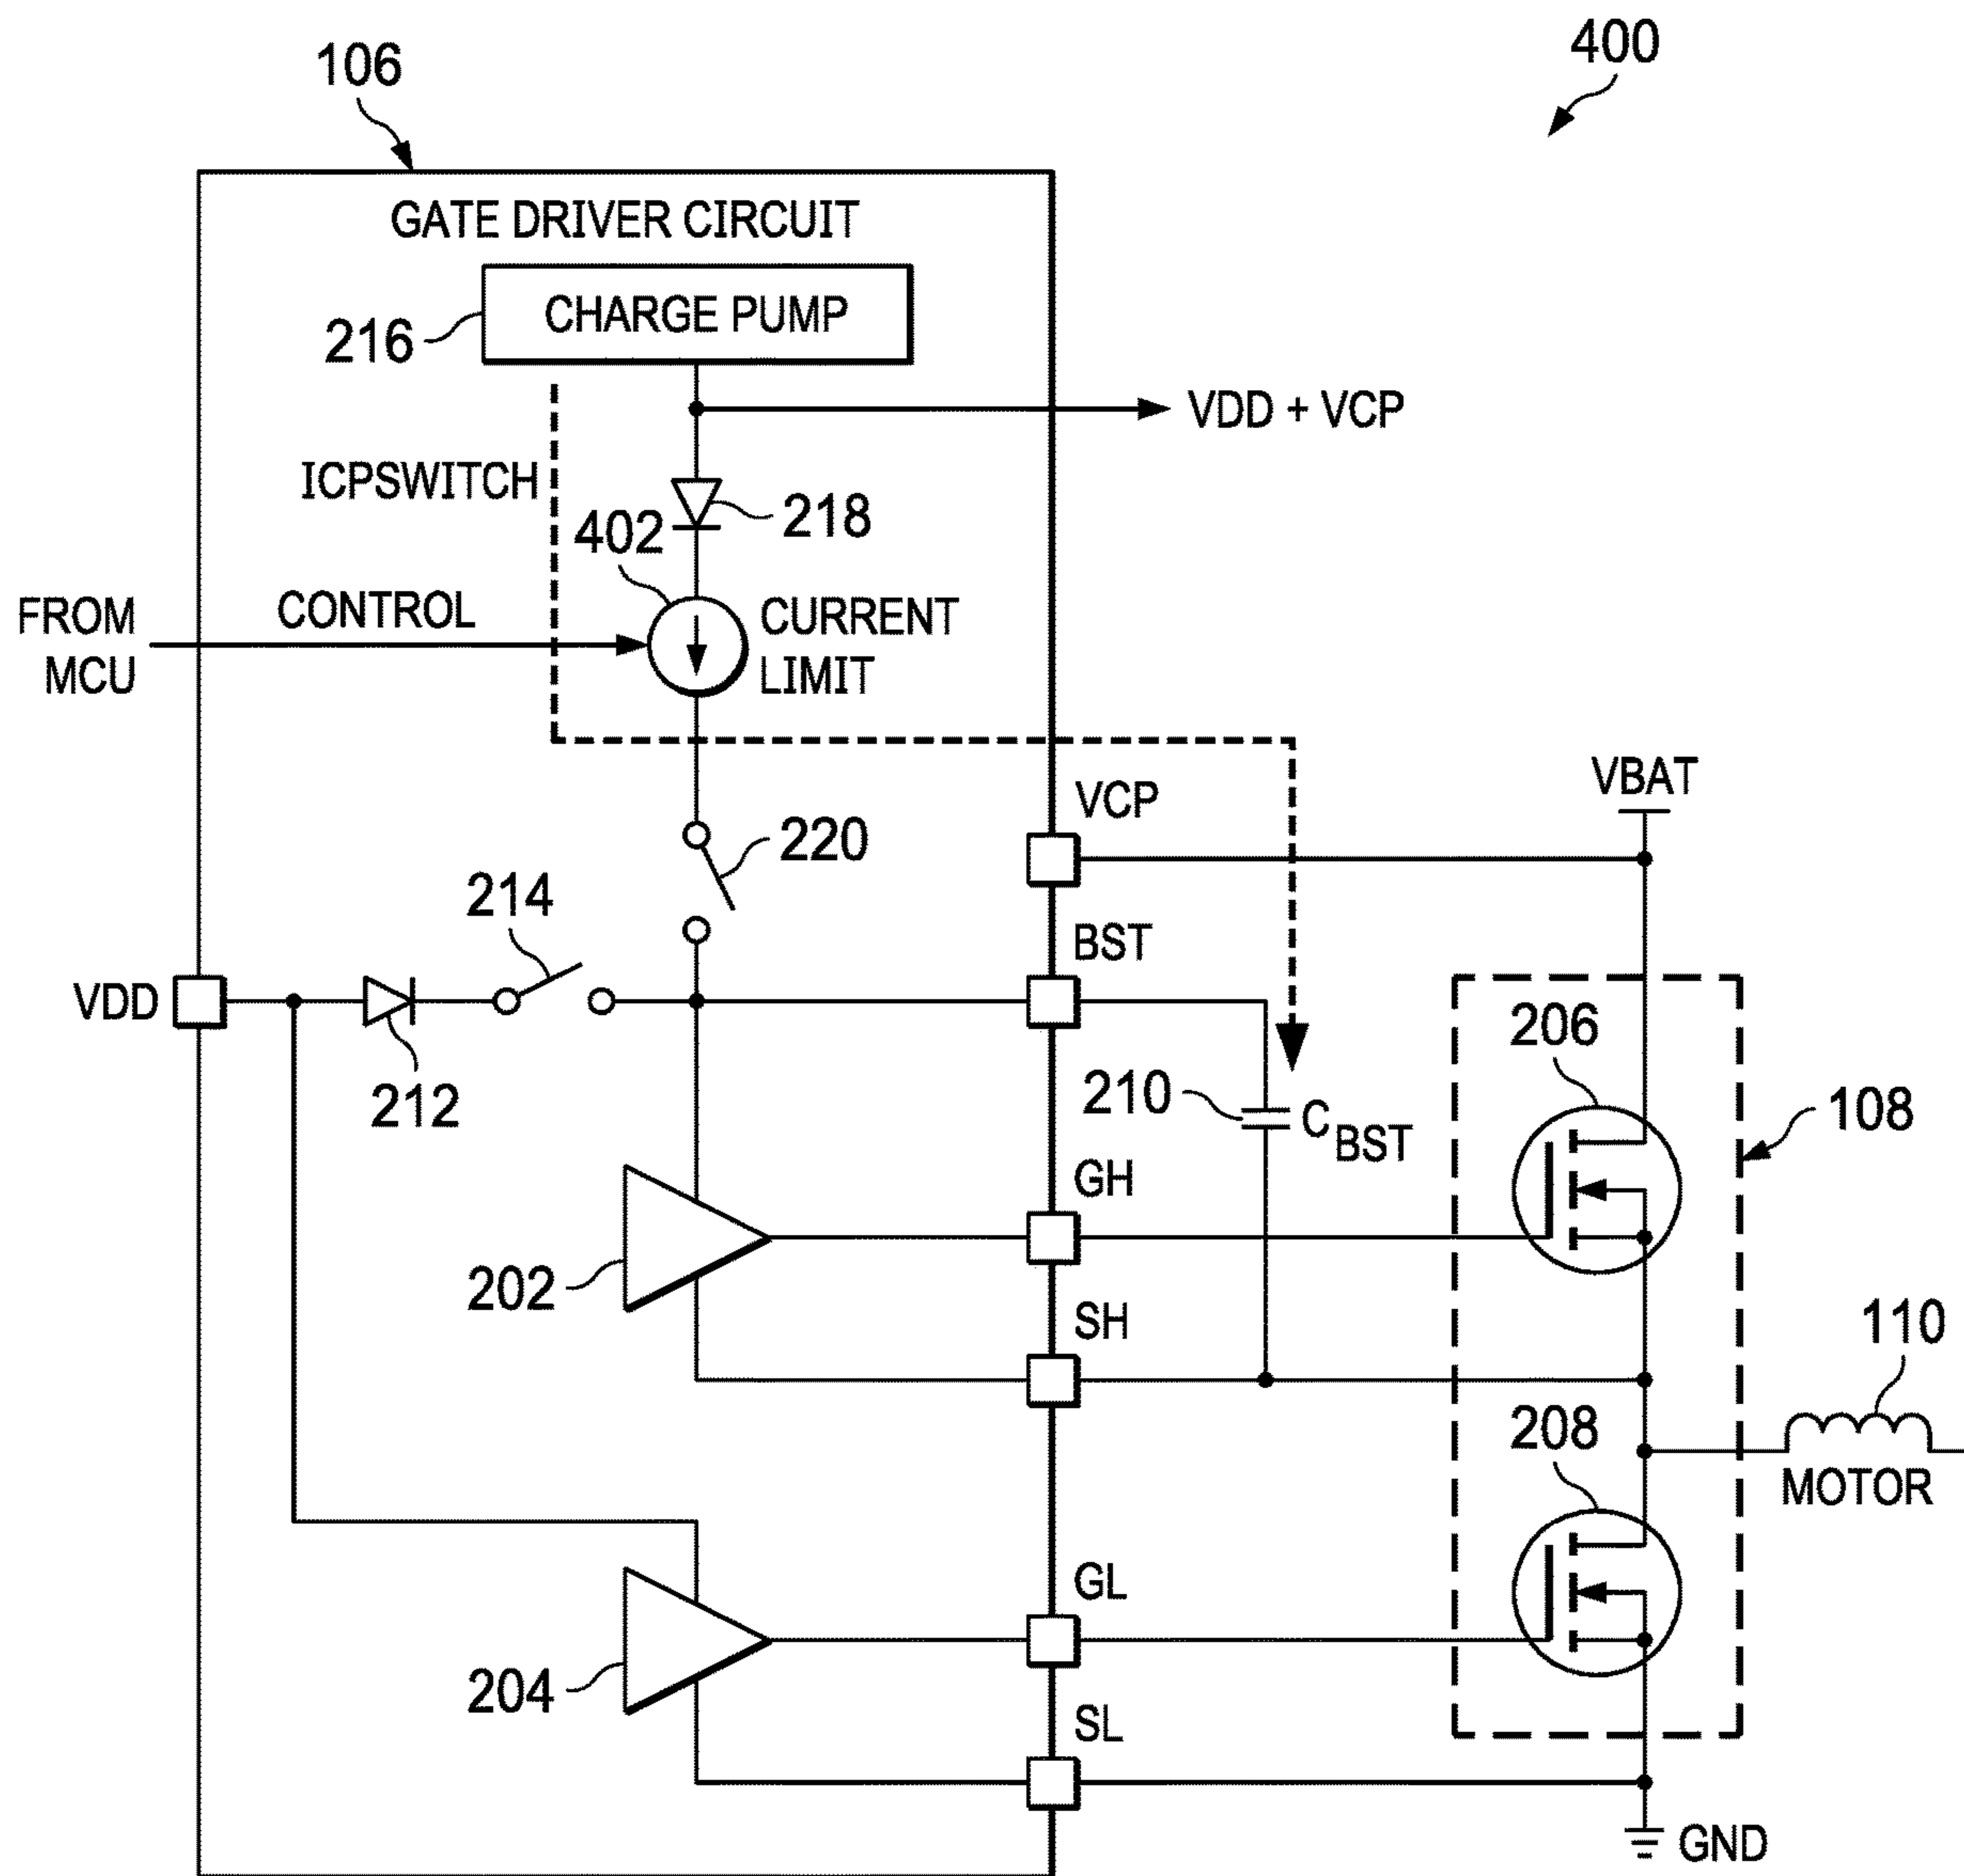 400
106
GATE DRIVER CIRCUIT
CHARGE PUMP
216
VDD + VCP
ICPSWITCH
218
402
FROM
MCU
CONTROL
CURRENT
LIMIT
VCP
VBAT
220
214
BST
VDD
212
206
210
C BST
108
GH
202
SH
110
208
MOTOR
GL
204
SL
GND